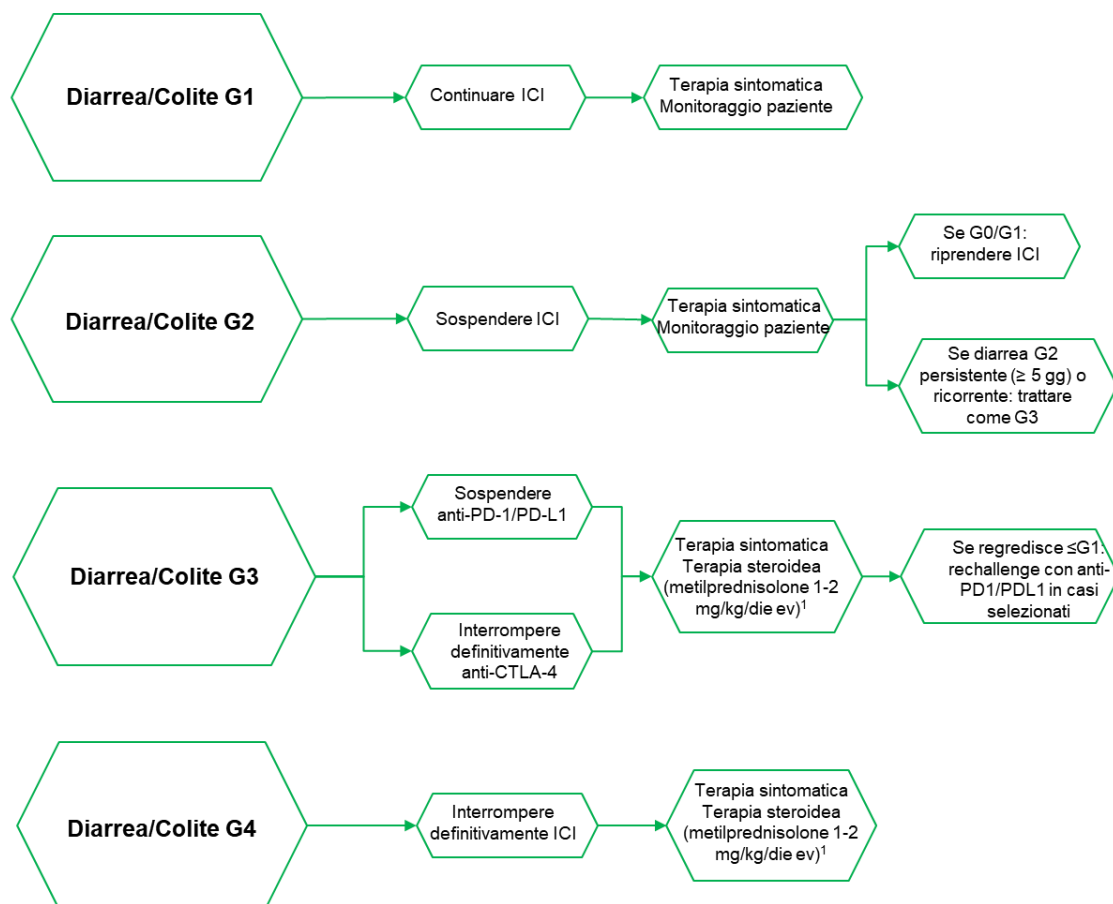 Diarrea/Colite G1
Continuare ICI
Terapia sintomatica
Monitoraggio paziente
Diarrea/Colite G2
Sospendere ICI
Terapia sintomatica
Monitoraggio paziente
Se G0/G1:
riprendere ICI
Se diarrea G2
persistente (≥ 5 gg) o
ricorrente: trattare
come G3
Diarrea/Colite G3
Sospendere
anti-PD-1/PD-L1
Interrompere
definitivamente
anti-CTLA-4
Terapia sintomatica
Terapia steroidea
(metilprednisolone 1-2
mg/kg/die ev)¹
Se regredisce ≤G1:
rechallenge con anti-
PD1/PDL1 in casi
selezionati
Diarrea/Colite G4
Interrompere
definitivamente ICI
Terapia sintomatica
Terapia steroidea
(metilprednisolone 1-2
mg/kg/die ev)¹